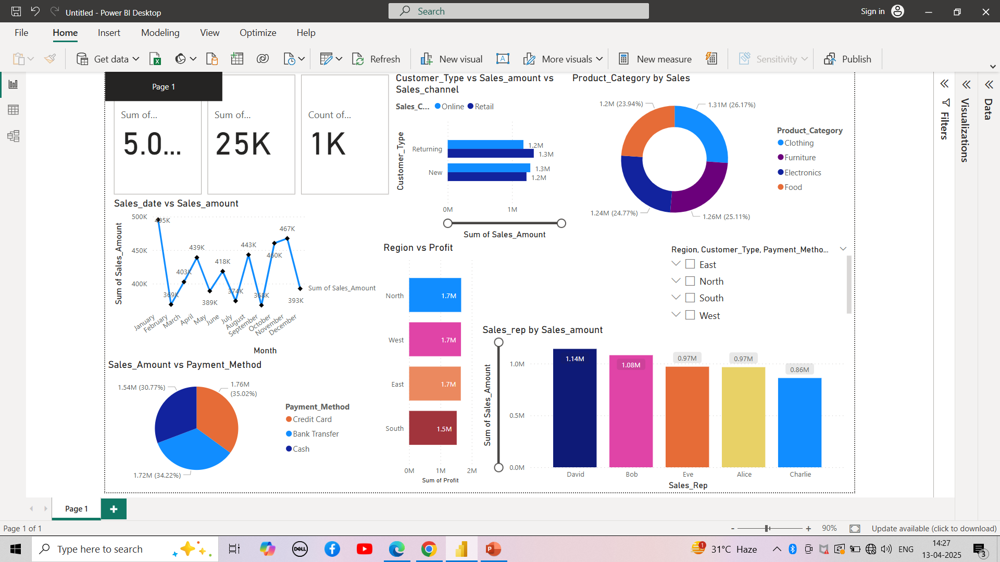 Untitled - Power BI Desktop
Search
Sign in
File
Home
Insert
Modeling
View
Optimize
Help
Get data
Refresh
New visual
More visuals
New measure
Sensitivity
Publish
Page 1
Sum of...
5.0...
Sum of...
25K
Count of...
1K
Customer_Type vs Sales_amount vs
Sales_channel
Sales_C...
Online
Retail
Customer_Type
Returning
New
1.2M
1.3M
1.3M
1.2M
0M
1M
Sum of Sales_Amount
Product_Category by Sales
1.2M (23.94%)
1.31M (26.17%)
1.24M (24.77%)
1.26M (25.11%)
Product_Category
Clothing
Furniture
Electronics
Food
Filters
Visualizations
Data
Sales_date vs Sales_amount
Sum of Sales_Amount
500K
450K
400K
495K
369K
403K
439K
389K
418K
374K
443K
368K
460K
467K
393K
Sum of Sales_Amount
January
February
March
April
May
June
July
August
September
October
November
December
Month
Region vs Profit
North
West
East
South
1.7M
1.7M
1.7M
1.5M
0M
1M
2M
Sum of Profit
Region, Customer_Type, Payment_Metho...
East
North
South
West
Sales_rep by Sales_amount
Sum of Sales_Amount
1.0M
0.5M
0.0M
1.14M
1.08M
0.97M
0.97M
0.86M
David
Bob
Eve
Alice
Charlie
Sales_Rep
Sales_Amount vs Payment_Method
1.54M (30.77%)
1.76M
(35.02%)
1.72M (34.22%)
Payment_Method
Credit Card
Bank Transfer
Cash
Page 1
+
Page 1 of 1
-
+
90%
Update available (click to download)
Type here to search
DELL
1
31°C Haze
ENG
14:27
13-04-2025
3